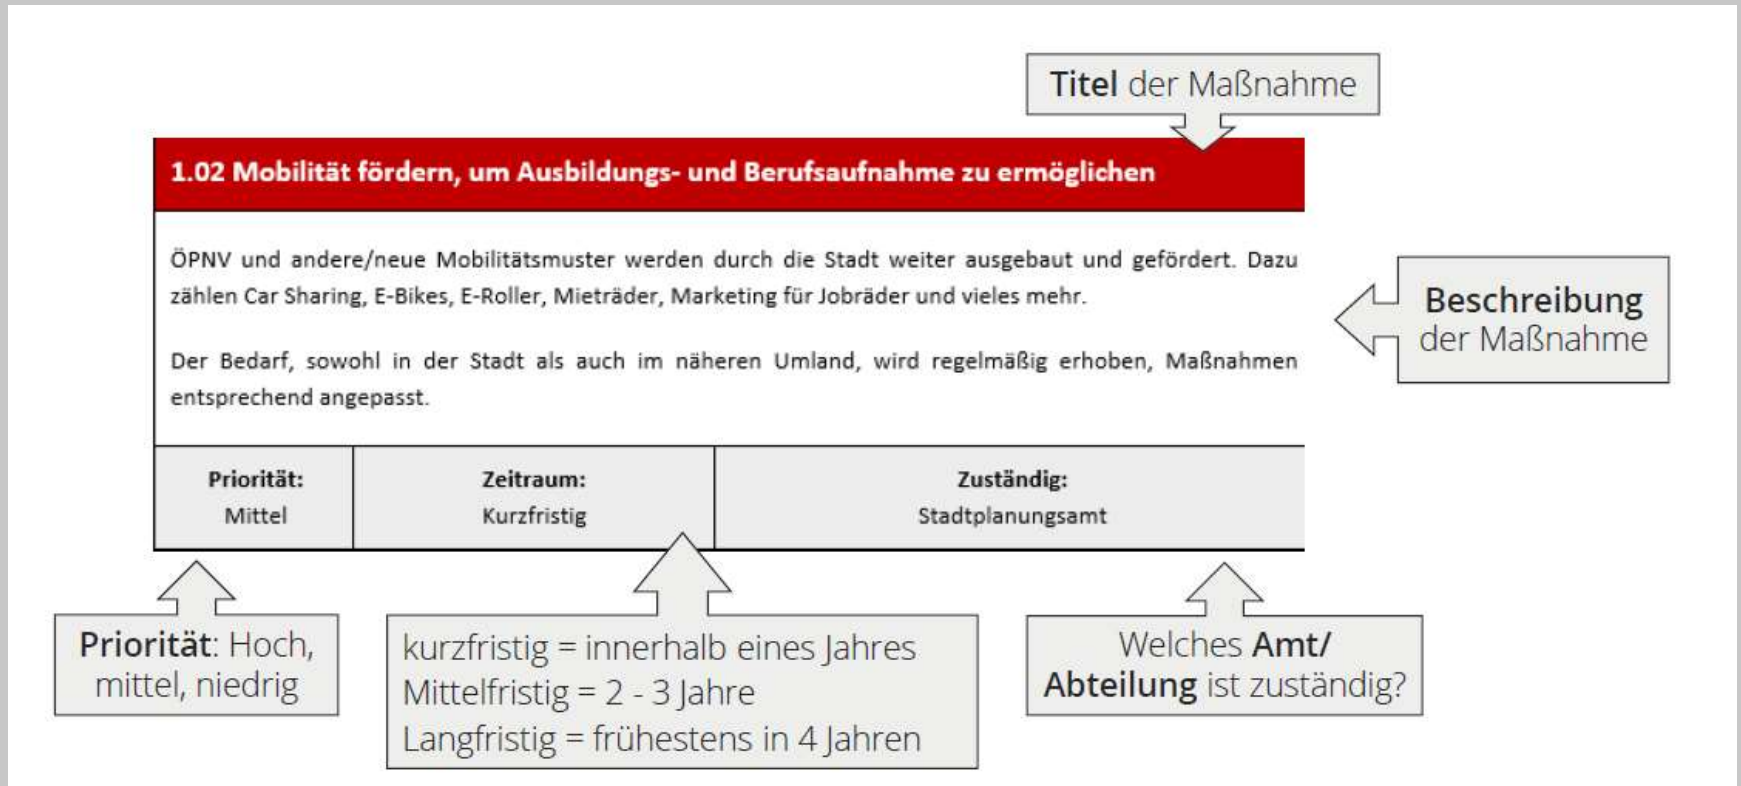 Titel der Maßnahme
1.02 Mobilität fördern, um Ausbildungs- und Berufsaufnahme zu ermöglichen
ÖPNV und andere/neue Mobilitätsmuster werden durch die Stadt weiter ausgebaut und gefördert. Dazu
zählen Car Sharing, E-Bikes, E-Roller, Mieträder, Marketing für Jobräder und vieles mehr.
Der Bedarf, sowohl in der Stadt als auch im näheren Umland, wird regelmäßig erhoben, Maßnahmen
entsprechend angepasst.
Beschreibung
der Maßnahme
Priorität:
Mittel
Zeitraum:
Kurzfristig
Zuständig:
Stadtplanungsamt
Priorität: Hoch,
mittel, niedrig
kurzfristig = innerhalb eines Jahres
Mittelfristig = 2 - 3 Jahre
Langfristig = frühestens in 4 Jahren
Welches Amt/
Abteilung ist zuständig?